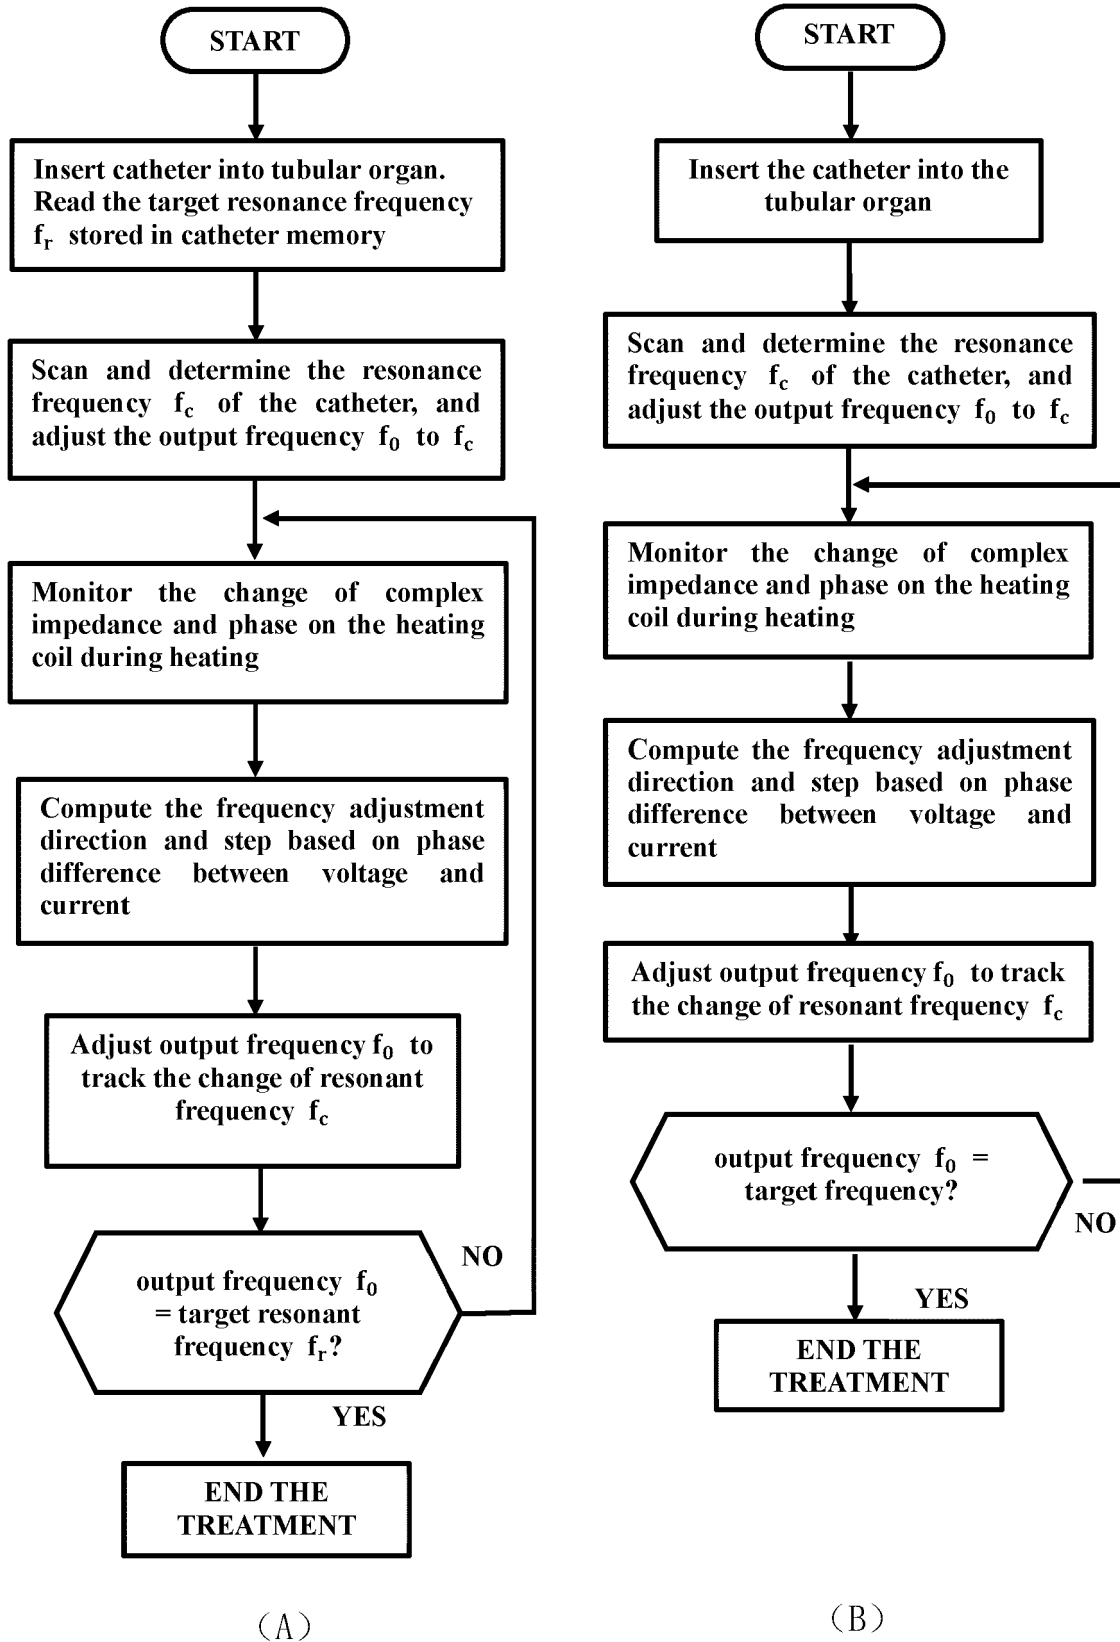 START
Insert catheter into tubular organ.
Read the target resonance frequency
fᵣ stored in catheter memory
Scan and determine the resonance
frequency f_c of the catheter, and
adjust the output frequency f₀ to f_c
Monitor the change of complex
impedance and phase on the heating
coil during heating
Compute the frequency adjustment
direction and step based on phase
difference between voltage and
current
Adjust output frequency f₀ to
track the change of resonant
frequency f_c
output frequency f₀
= target resonant
frequency fᵣ?
NO
YES
END THE
TREATMENT
(A)
START
Insert the catheter into the
tubular organ
Scan and determine the resonance
frequency f_c of the catheter, and
adjust the output frequency f₀ to f_c
Monitor the change of complex
impedance and phase on the heating
coil during heating
Compute the frequency adjustment
direction and step based on phase
difference between voltage and
current
Adjust output frequency f₀ to track
the change of resonant frequency f_c
output frequency f₀ =
target frequency?
NO
YES
END THE
TREATMENT
(B)